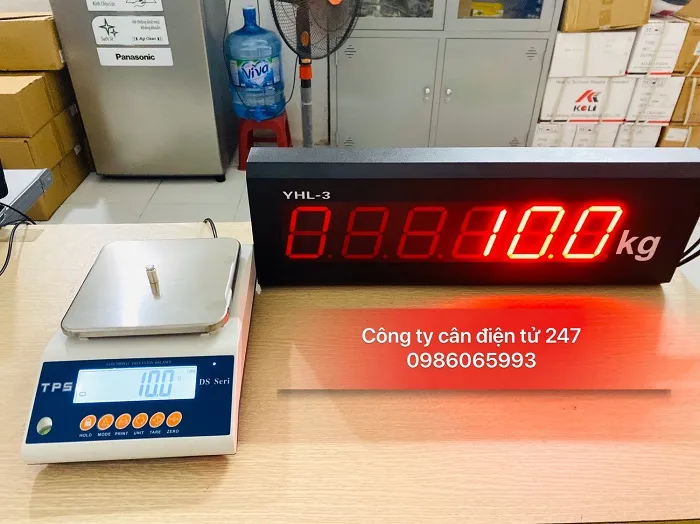 Panasonic
Viva
KELI
YHL-3
0 10.0 kg
Công ty cân điện tử 247
0986065993
TPS
10.0
DS Seri
HOLD MODE PRINT UNIT TARE ZERO